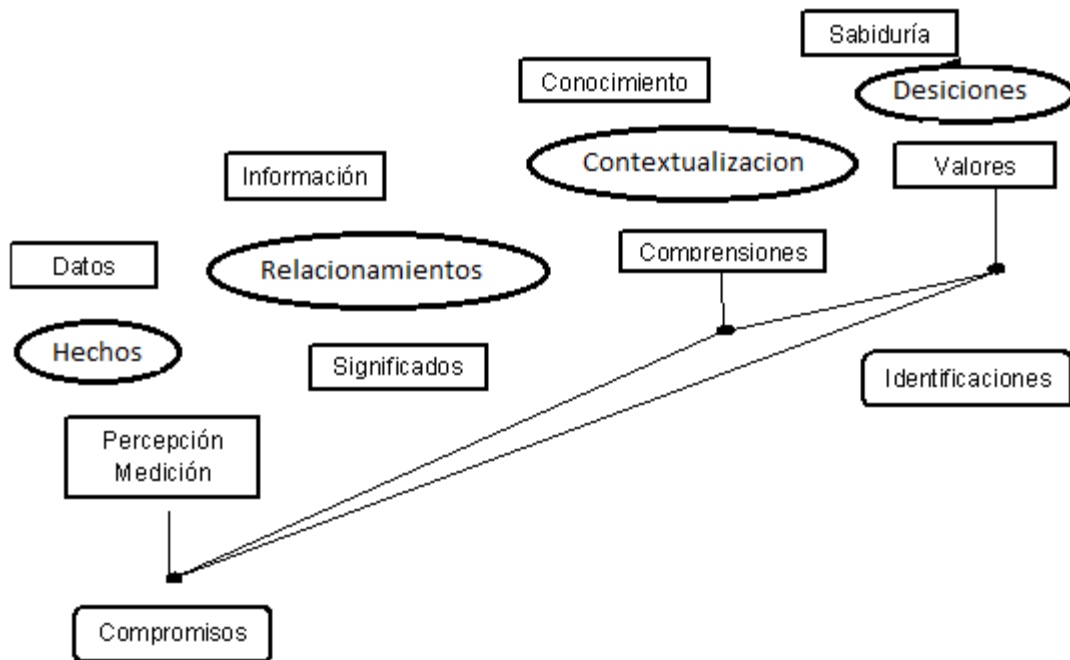 Sabiduría
Conocimiento
Desiciones
Información
Contextualizacion
Valores
Datos
Relacionamientos
Comprensiones
Hechos
Significados
Identificaciones
Percepción
Medición
Compromisos